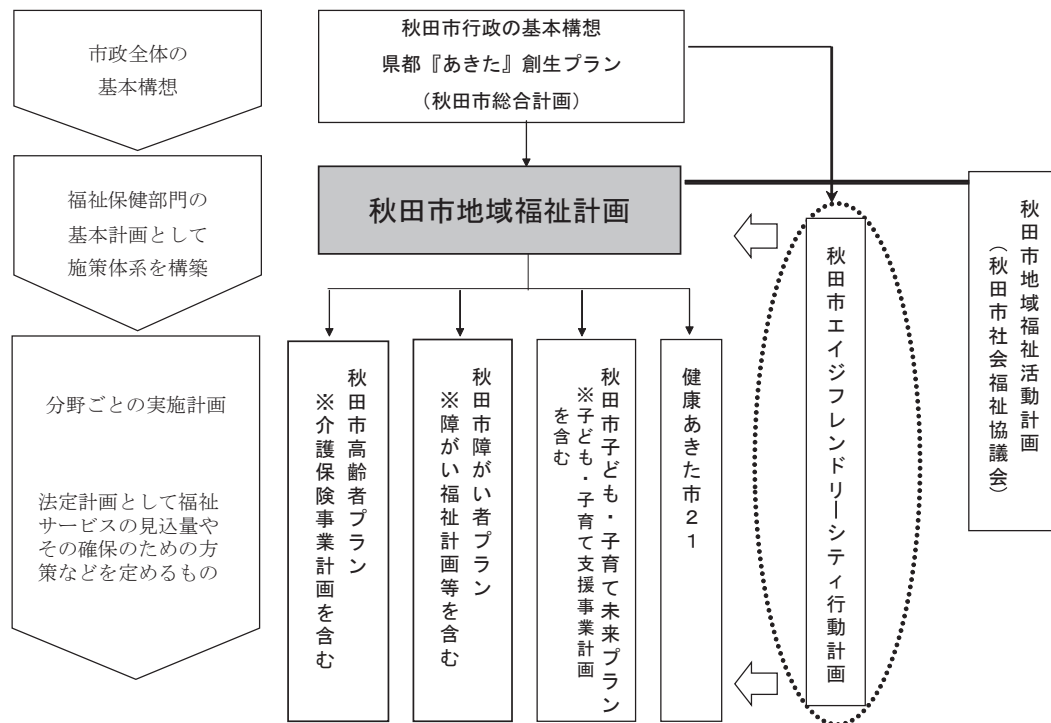 市政全体の
基本構想
秋田市行政の基本構想
県都『あきた』創生プラン
（秋田市総合計画）
福祉保健部門の
基本計画として
施策体系を構築
秋田市地域福祉計画
分野ごとの実施計画
法定計画として福祉
サービスの見込量や
その確保のための方
策などを定めるもの
秋田市高齢者プラン
※介護保険事業計画を含む
秋田市障がい者プラン
※障がい福祉計画等を含む
秋田市子ども・子育て未来プラン
※子ども・子育て支援事業計画
を含む
健康あきた市２１
秋田市エイジフレンドリーシティ行動計画
秋田市地域福祉活動計画
（秋田市社会福祉協議会）